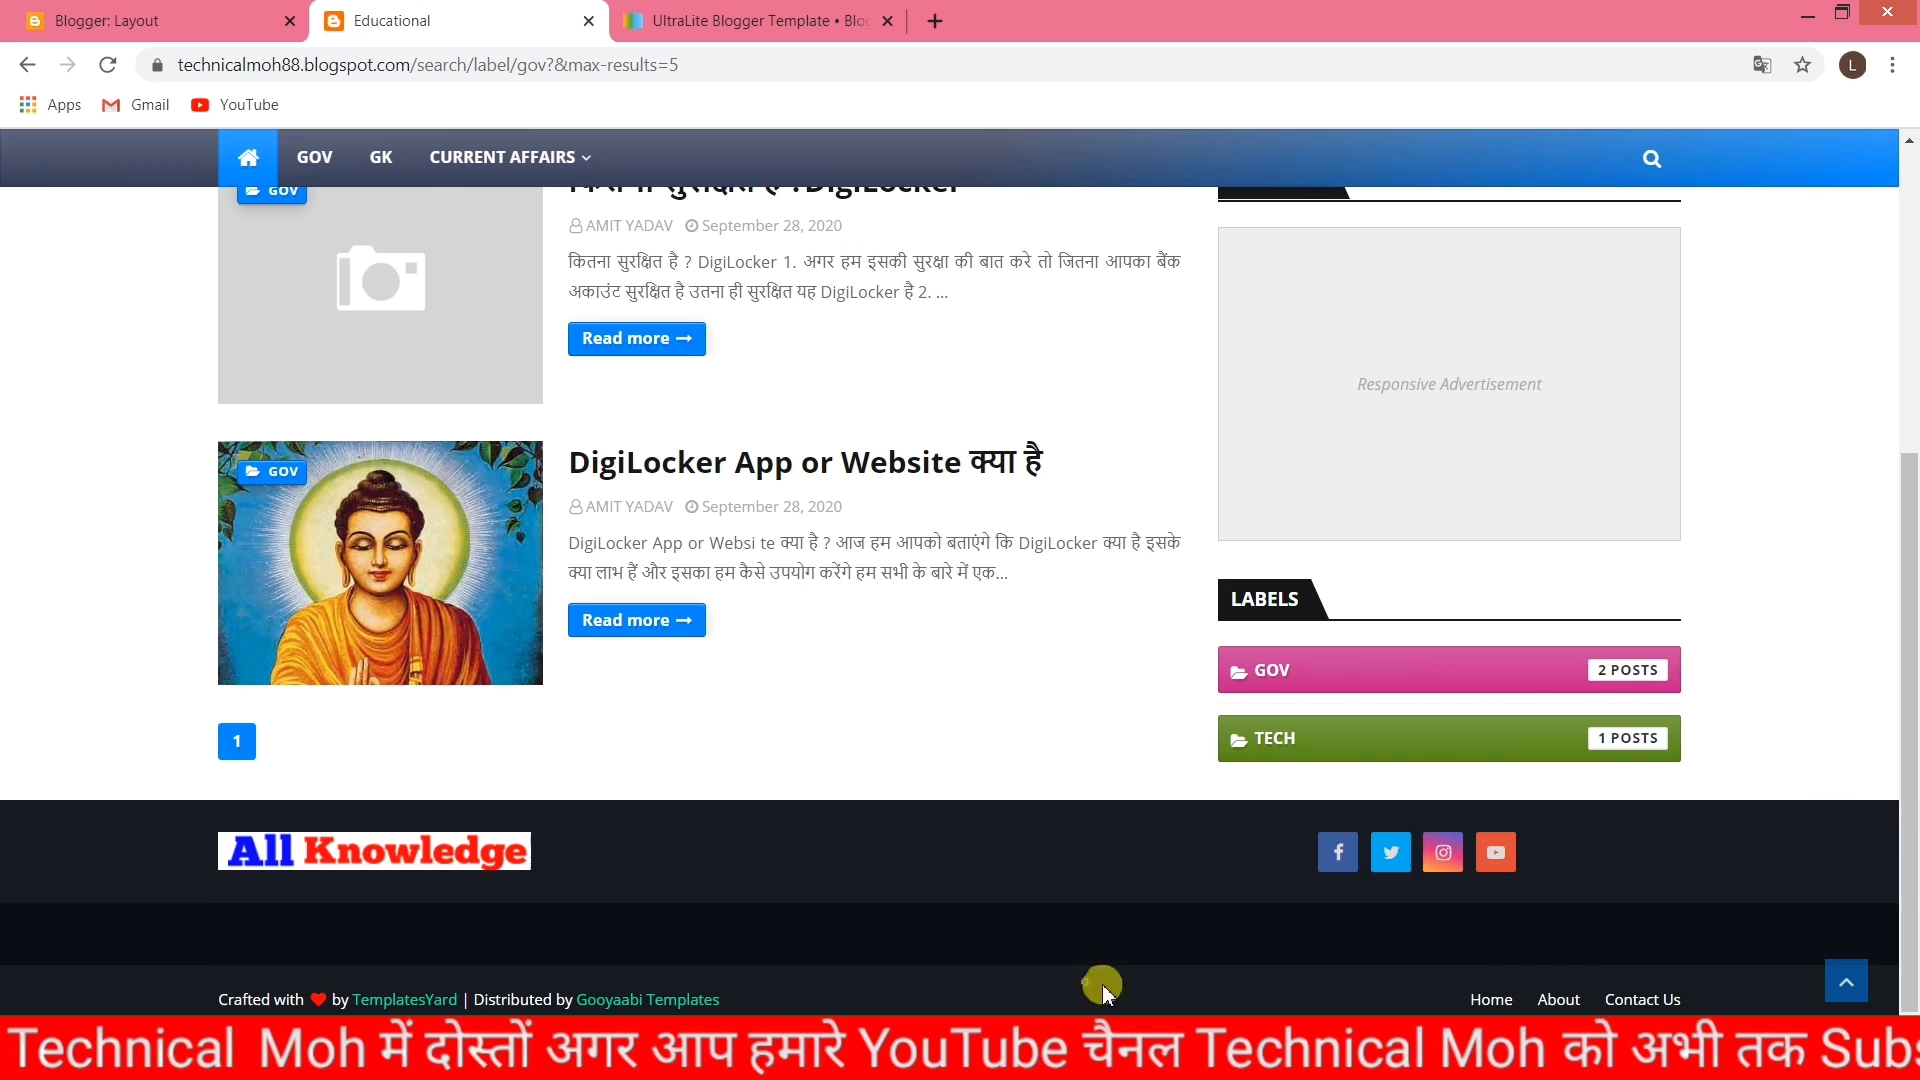 Blogger: Layout
Educational
UltraLite Blogger Template • Blo
technicalmoh88.blogspot.com/search/label/gov?&max-results=5
L
Apps
Gmail
YouTube
GOV
GK
CURRENT AFFAIRS
GOV
AMIT YADAV September 28, 2020
कितना सुरक्षित है ? DigiLocker 1. अगर हम इसकी सुरक्षा की बात करे तो जितना आपका बैंक
अकाउंट सुरक्षित है उतना ही सुरक्षित यह DigiLocker है 2. ...
Read more
Responsive Advertisement
GOV
DigiLocker App or Website क्या है
AMIT YADAV September 28, 2020
DigiLocker App or Websi te क्या है ? आज हम आपको बताएंगे कि DigiLocker क्या है इसके
क्या लाभ हैं और इसका हम कैसे उपयोग करेंगे हम सभी के बारे में एक...
Read more
LABELS
GOV 2 POSTS
TECH 1 POSTS
1
All Knowledge
Crafted with by TemplatesYard | Distributed by Gooyaabi Templates
Home About Contact Us
Technical Moh में दोस्तों अगर आप हमारे YouTube चैनल Technical Moh को अभी तक Subs